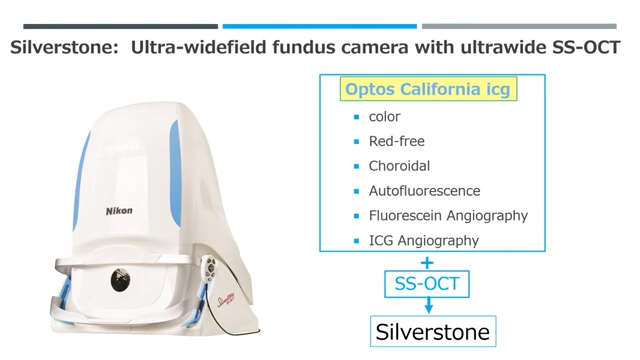 Silverstone: Ultra-widefield fundus camera with ultrawide SS-OCT
Optos California icg
color
Red-free
Choroidal
Autofluorescence
Fluorescein Angiography
ICG Angiography
+
SS-OCT
Silverstone
Nikon